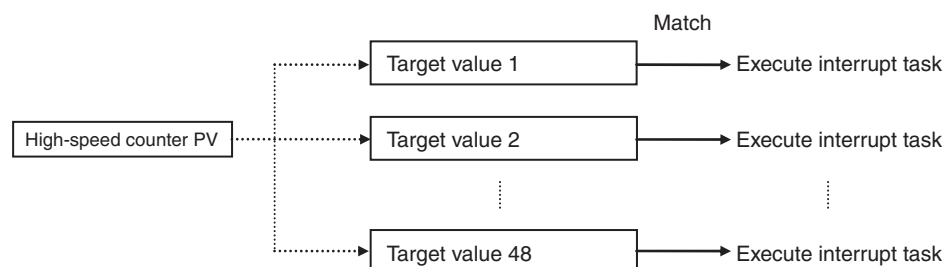 Match
Target value 1
Execute interrupt task
High-speed counter PV
Target value 2
Execute interrupt task
Target value 48
Execute interrupt task